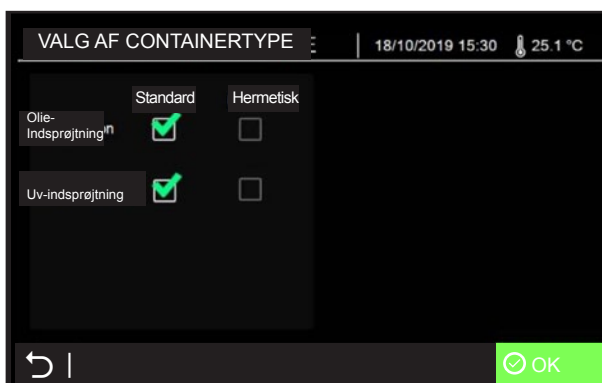 VALG AF CONTAINERTYPE
18/10/2019 15:30 25.1 °C
Standard Hermetisk
Olie-
Indsprøjtning
Uv-indsprøjtning
OK